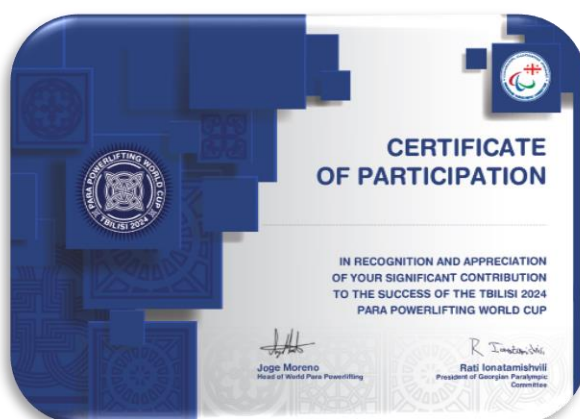 PARA POWERLIFTING WORLD CUP
TBILISI 2024
CERTIFICATE
OF PARTICIPATION
IN RECOGNITION AND APPRECIATION
OF YOUR SIGNIFICANT CONTRIBUTION
TO THE SUCCESS OF THE TBILISI 2024
PARA POWERLIFTING WORLD CUP
Joge Moreno
Head of World Para Powerlifting
R Ionatamishvili
Rati Ionatamishvili
President of Georgian Paralympic
Committee